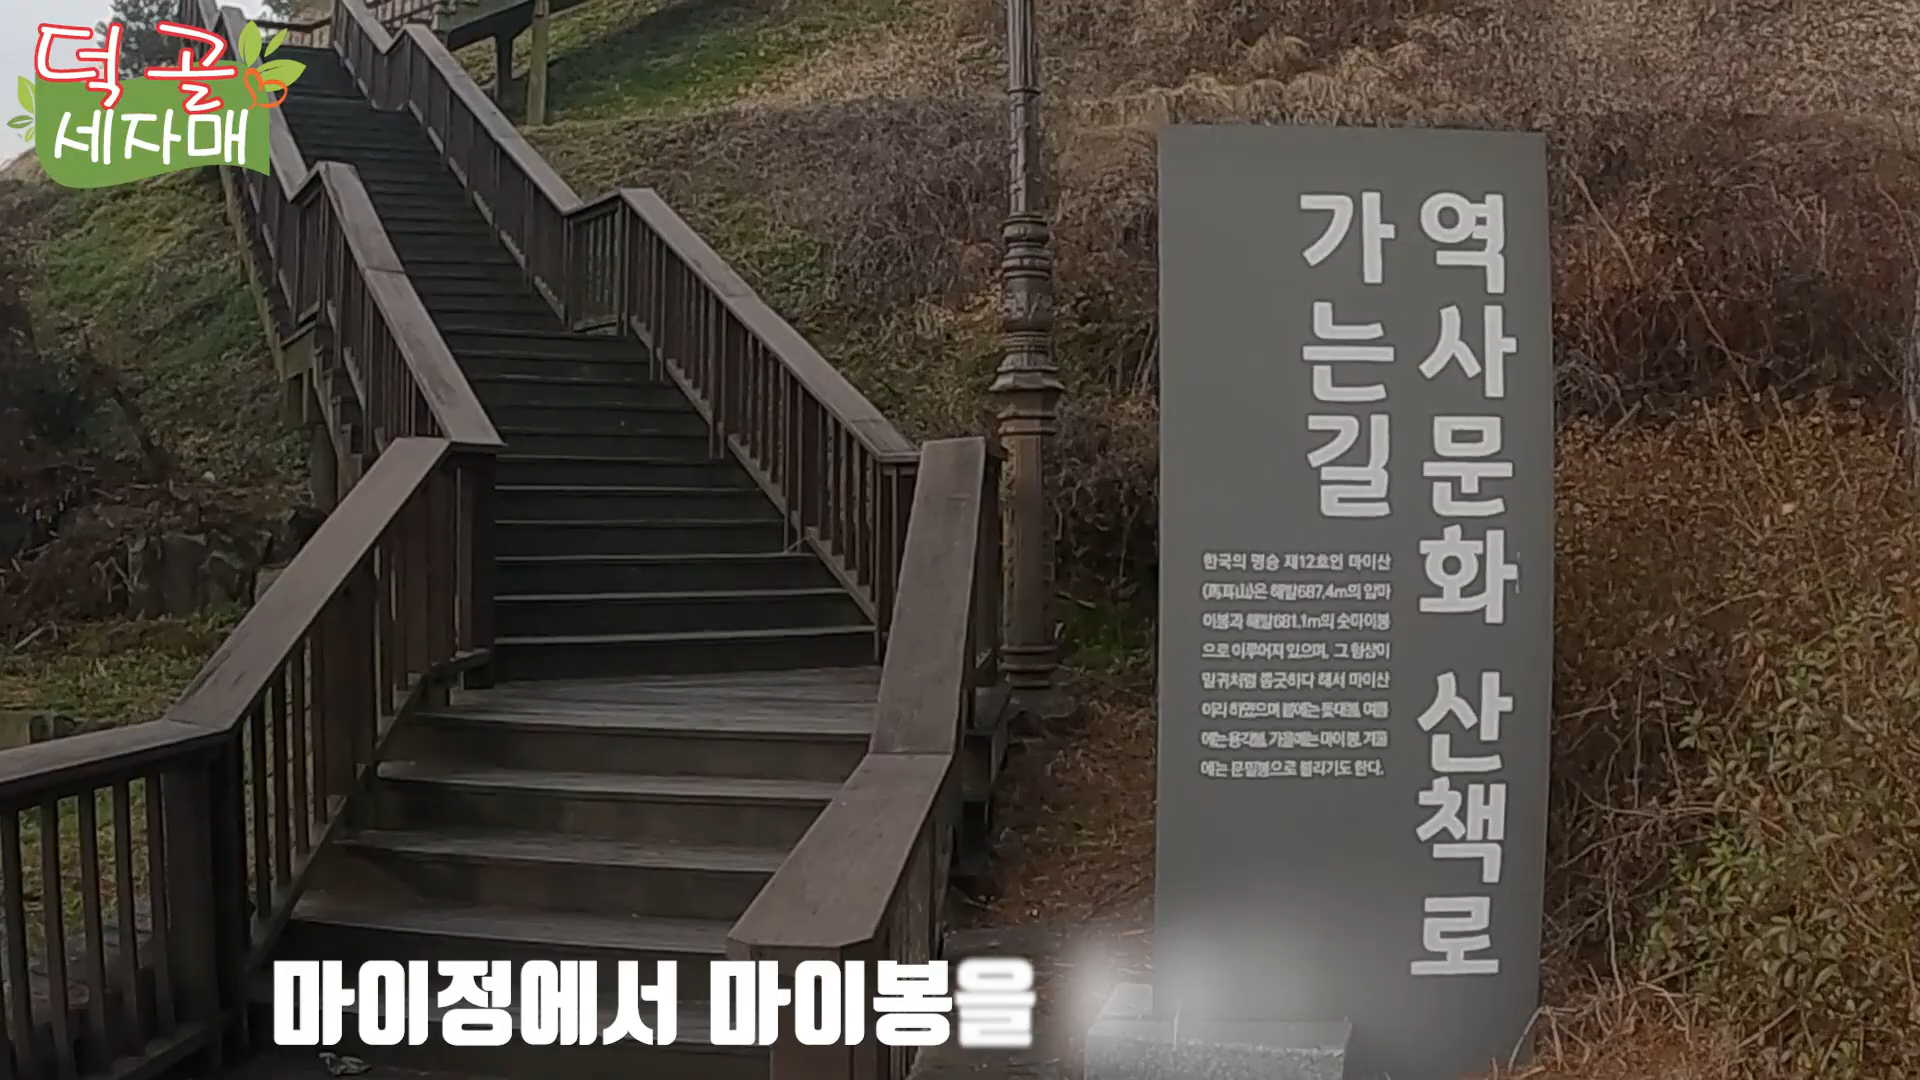 덕골
세자매
역사문화 산책로
가는길
한국의 명승 제12호인 마이산
(馬耳山)은 해발687.4m의 암마
이봉과 해발681.1m의 숫마이봉
으로 이루어져 있으며, 그 형상이
말귀처럼 쫑긋하다 해서 마이산
이라 하였으며 봄에는 돛대봉, 여름
에는 용각봉, 가을에는 마이봉, 겨울
에는 문필봉으로 불리기도 한다.
마이정에서 마이봉을